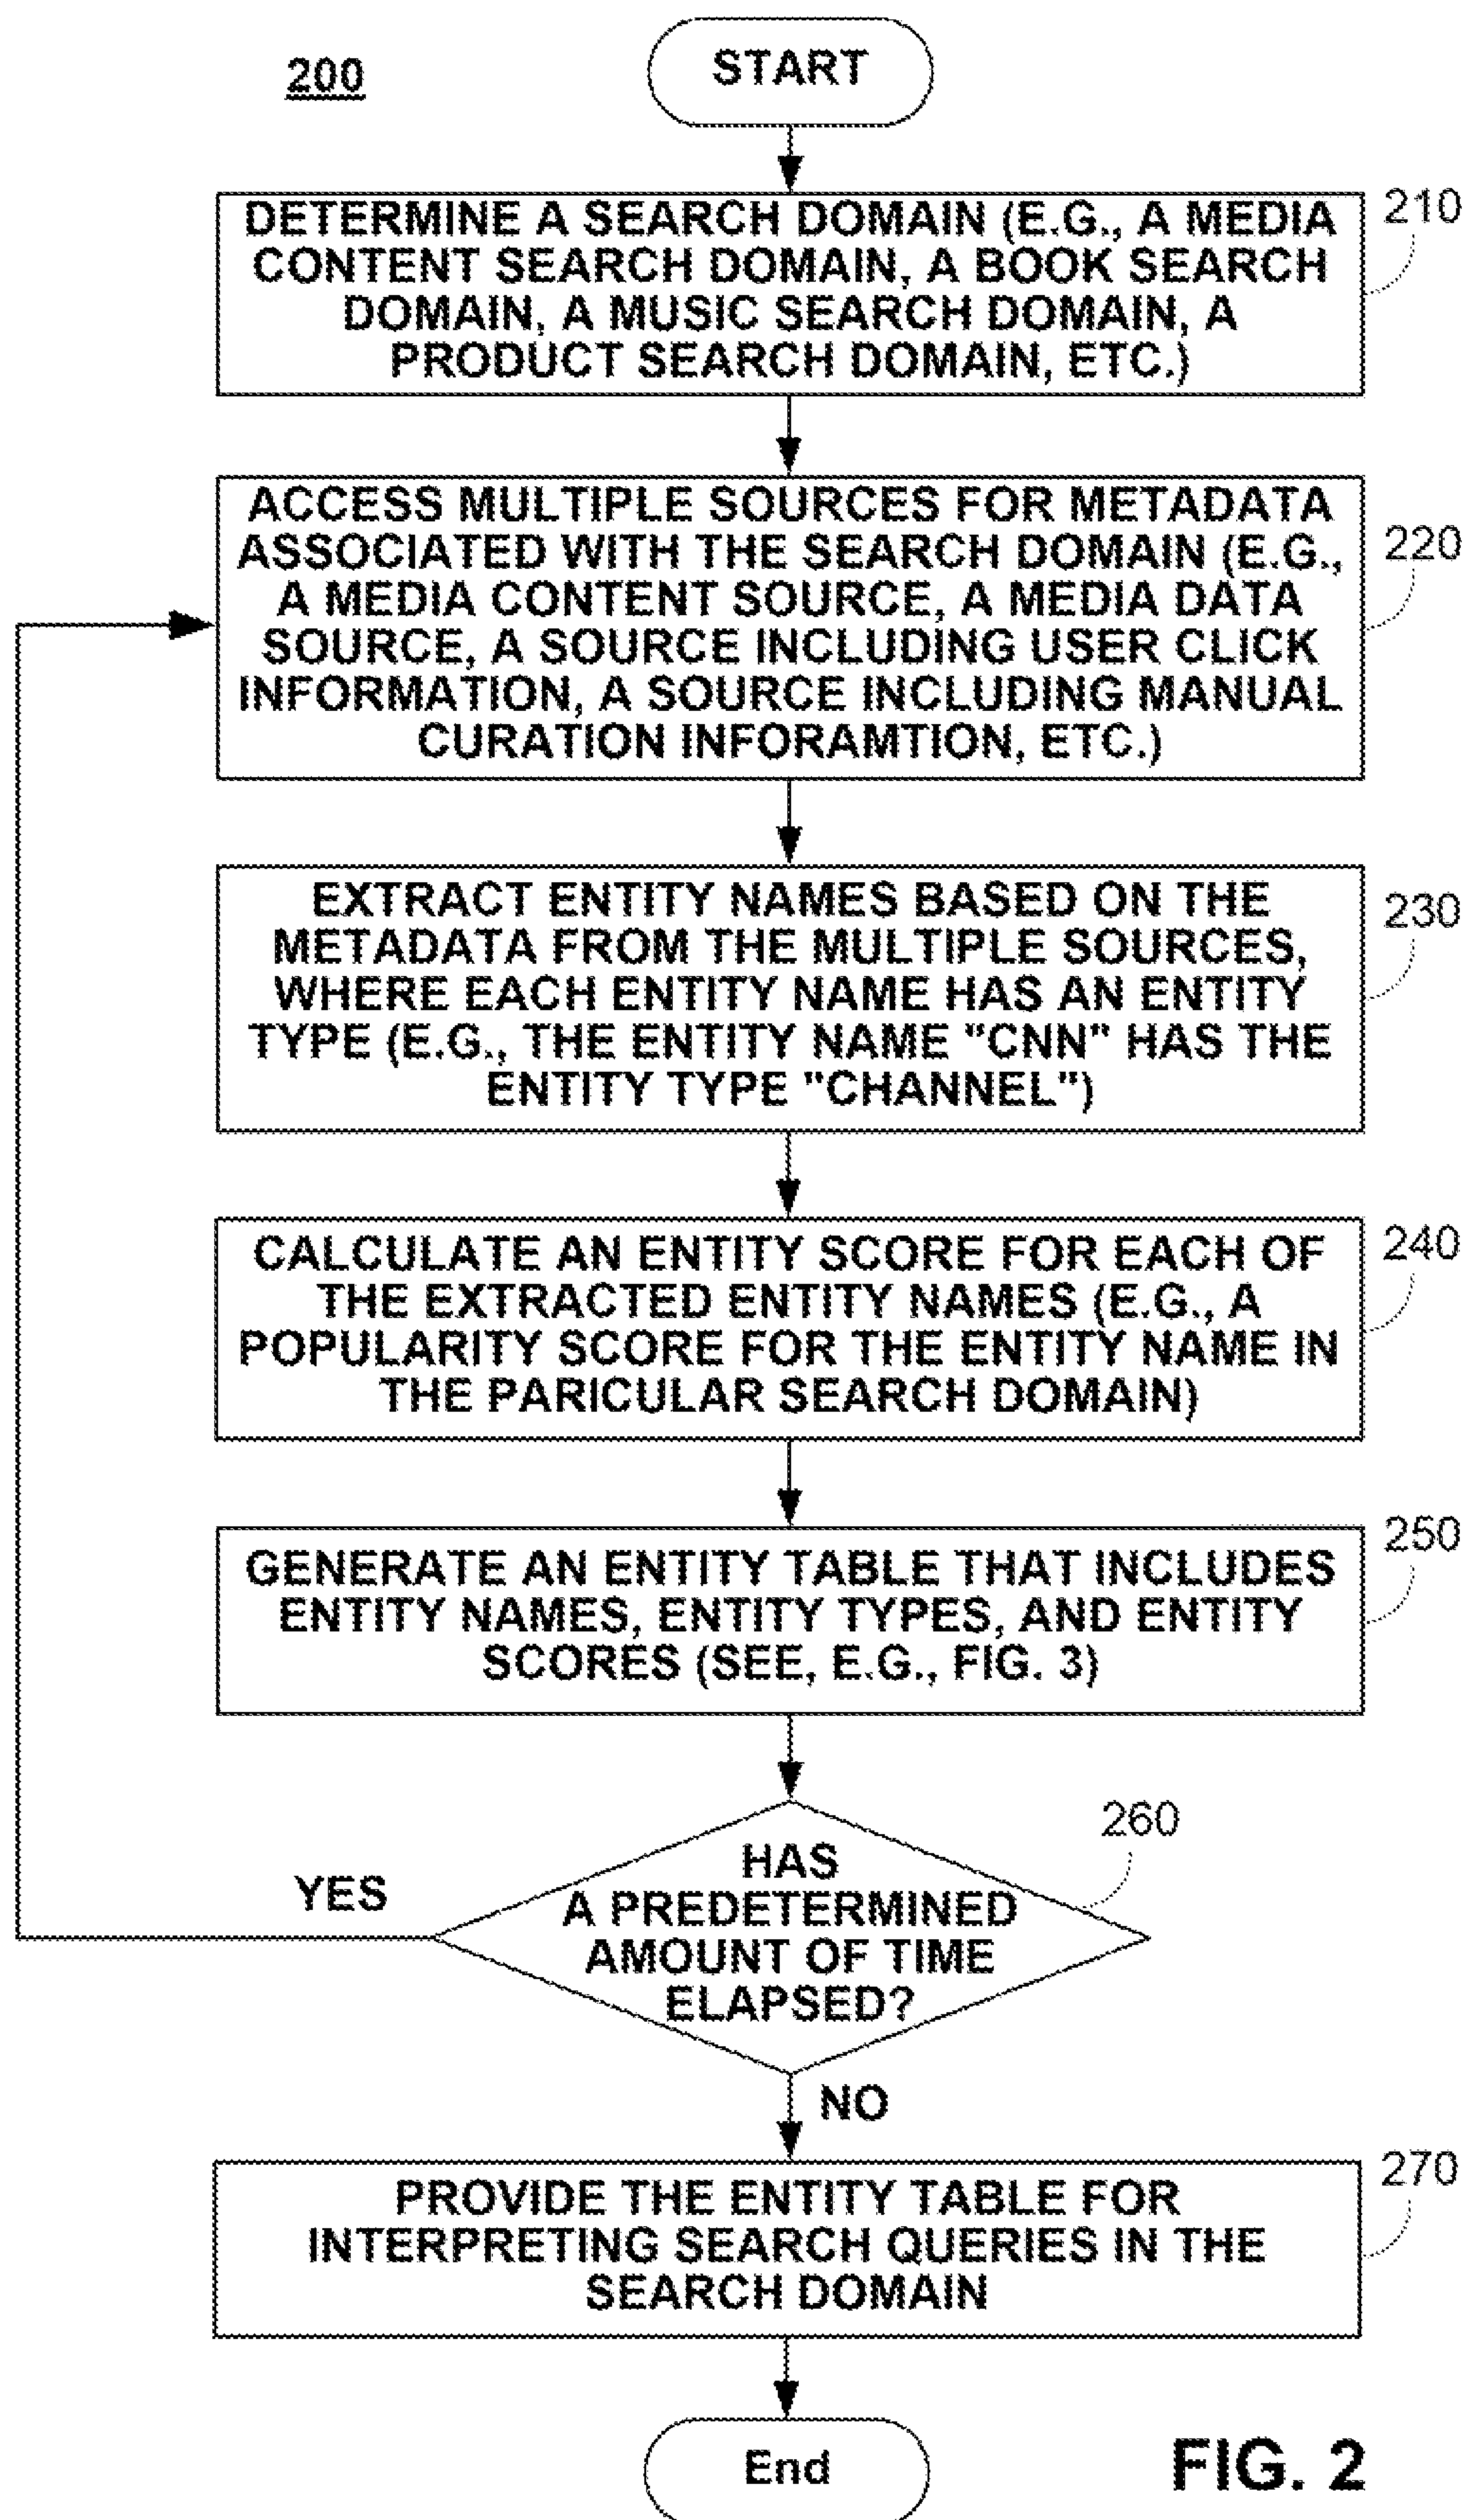 200
START
DETERMINE A SEARCH DOMAIN (E.G., A MEDIA
CONTENT SEARCH DOMAIN, A BOOK SEARCH
DOMAIN, A MUSIC SEARCH DOMAIN, A
PRODUCT SEARCH DOMAIN, ETC.)
210
ACCESS MULTIPLE SOURCES FOR METADATA
ASSOCIATED WITH THE SEARCH DOMAIN (E.G.,
A MEDIA CONTENT SOURCE, A MEDIA DATA
SOURCE, A SOURCE INCLUDING USER CLICK
INFORMATION, A SOURCE INCLUDING MANUAL
CURATION INFORAMTION, ETC.)
220
EXTRACT ENTITY NAMES BASED ON THE
METADATA FROM THE MULTIPLE SOURCES,
WHERE EACH ENTITY NAME HAS AN ENTITY
TYPE (E.G., THE ENTITY NAME "CNN" HAS THE
ENTITY TYPE "CHANNEL")
230
CALCULATE AN ENTITY SCORE FOR EACH OF
THE EXTRACTED ENTITY NAMES (E.G., A
POPULARITY SCORE FOR THE ENTITY NAME IN
THE PARICULAR SEARCH DOMAIN)
240
GENERATE AN ENTITY TABLE THAT INCLUDES
ENTITY NAMES, ENTITY TYPES, AND ENTITY
SCORES (SEE, E.G., FIG. 3)
250
HAS
A PREDETERMINED
AMOUNT OF TIME
ELAPSED?
260
YES
NO
PROVIDE THE ENTITY TABLE FOR
INTERPRETING SEARCH QUERIES IN THE
SEARCH DOMAIN
270
End
FIG. 2